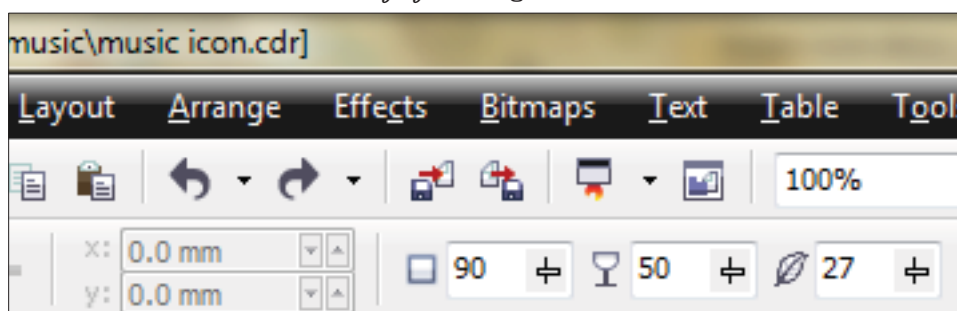 music\music icon.cdr]
Layout Arrange Effects Bitmaps Text Table
100%
x: 0.0 mm 90 50 27
y: 0.0 mm